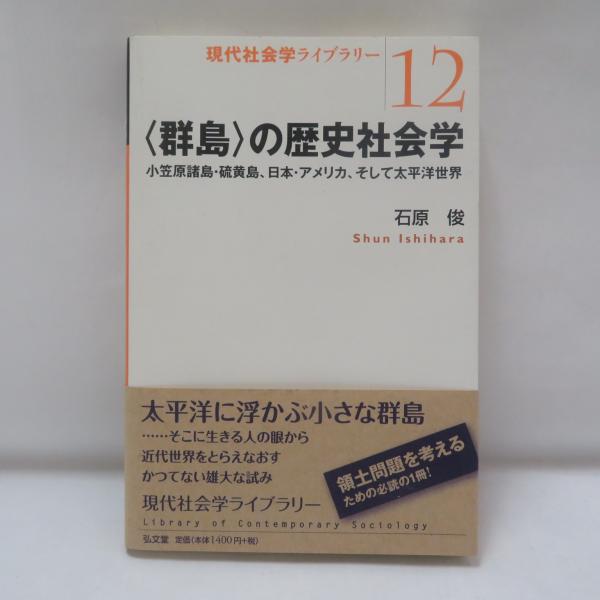 現代社会学ライブラリー
12
〈群島〉の歴史社会学
小笠原諸島・硫黄島、日本・アメリカ、そして太平洋世界
石原 俊
Shun Ishihara
太平洋に浮かぶ小さな群島
……そこに生きる人の眼から
近代世界をとらえなおす
かつてない雄大な試み
領土問題を考える
ための必読の1冊!
現代社会学ライブラリー
Library of Contemporary Sociology
弘文堂 定価(本体1400円+税)